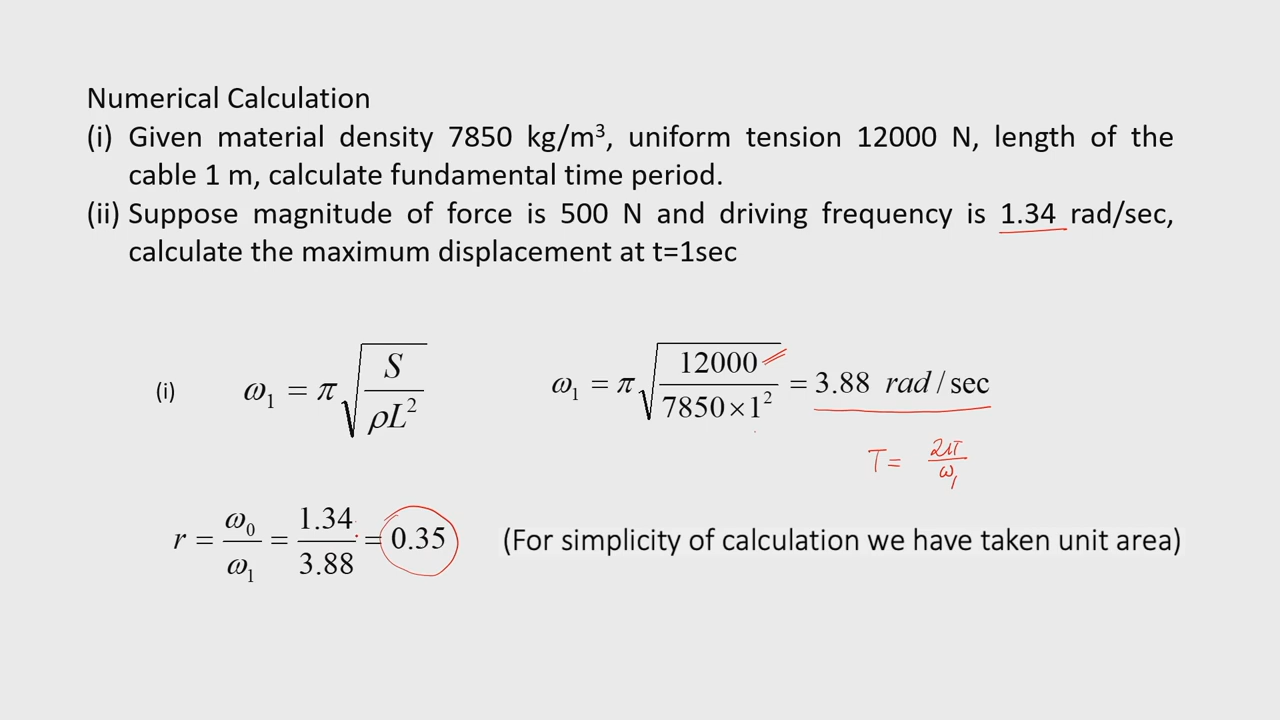 Numerical Calculation
(i) Given material density 7850 kg/m³, uniform tension 12000 N, length of the
cable 1 m, calculate fundamental time period.
(ii) Suppose magnitude of force is 500 N and driving frequency is 1.34 rad/sec,
calculate the maximum displacement at t=1sec
(i) ω₁ = π√(S/ρL²) ω₁ = π√(12000/7850×1²) = 3.88 rad/sec
T = 2π/ω₁
r = ω₀/ω₁ = 1.34/3.88 = 0.35 (For simplicity of calculation we have taken unit area)